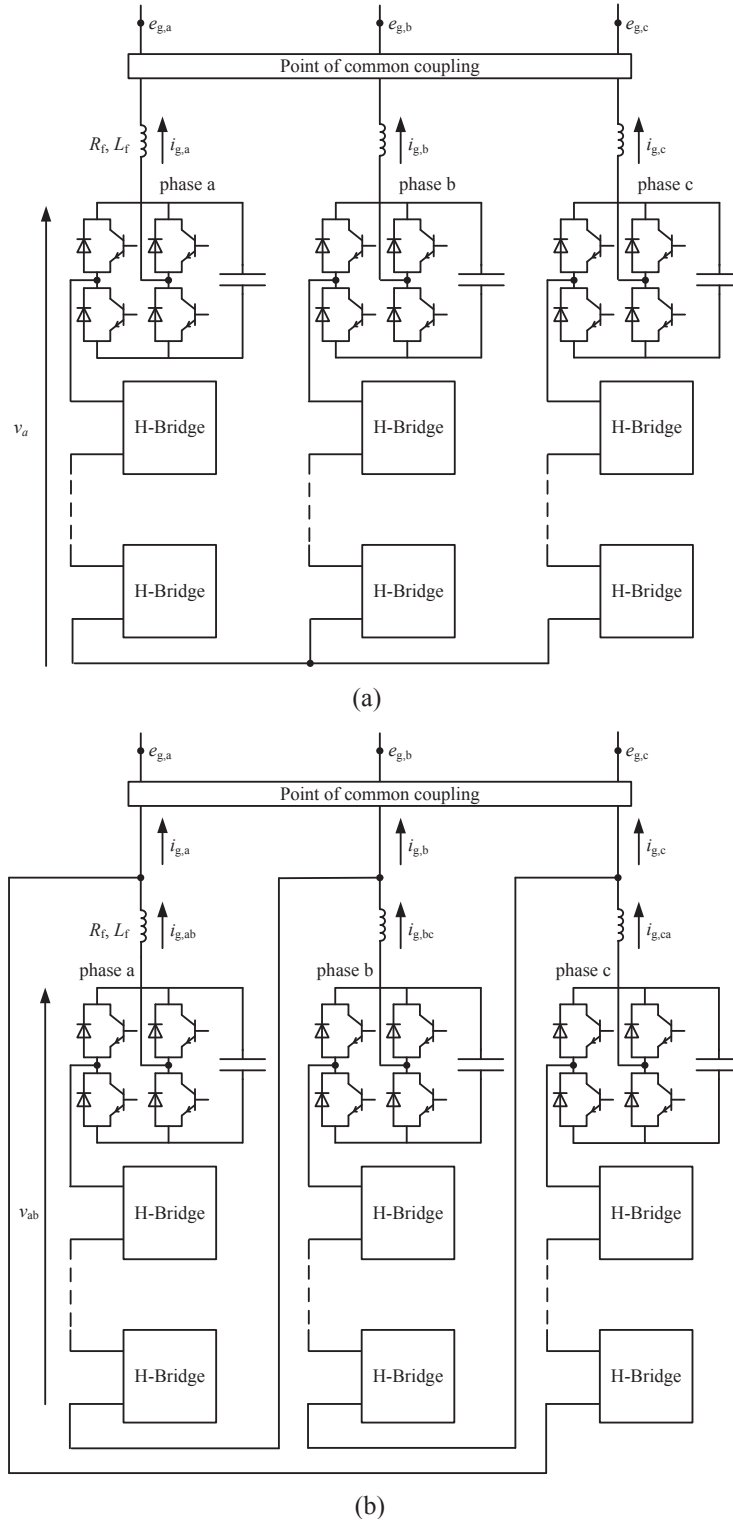 e_g,a e_g,b e_g,c
Point of common coupling
R_f, L_f i_g,a i_g,b i_g,c
phase a phase b phase c
v_a
H-Bridge H-Bridge H-Bridge
H-Bridge H-Bridge H-Bridge
(a)
e_g,a e_g,b e_g,c
Point of common coupling
i_g,a i_g,b i_g,c
R_f, L_f i_g,ab i_g,bc i_g,ca
phase a phase b phase c
v_ab
H-Bridge H-Bridge H-Bridge
H-Bridge H-Bridge H-Bridge
(b)